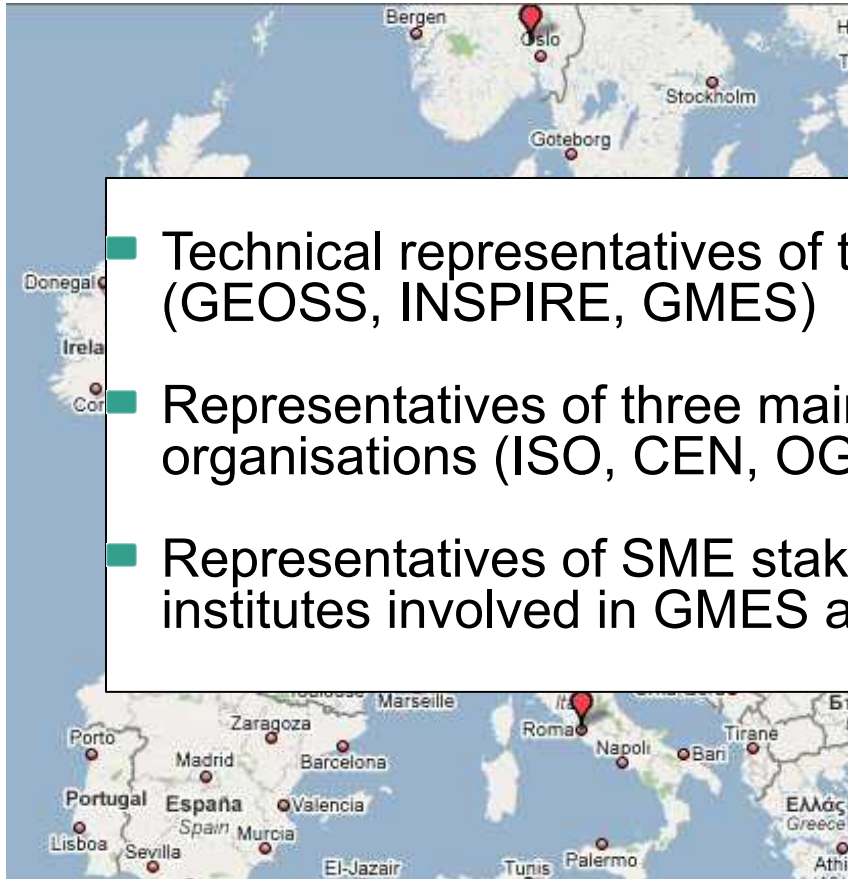 Bergen
Oslo
H
T
Stockholm
Goteborg
Technical representatives of t
(GEOSS, INSPIRE, GMES)
Donegal
Irela
Representatives of three mai
Cor
organisations (ISO, CEN, OG
Representatives of SME stak
institutes involved in GMES a
Marseille
Zaragoza
Porto
Roma
Tirane
Napoli
Bari
Madrid
Barcelona
Portugal España
Valencia
Ελλάς
Spain
Greece
Murcia
Lisboa
Sevilla
El-Jazair
Tunis
Palermo
Athi